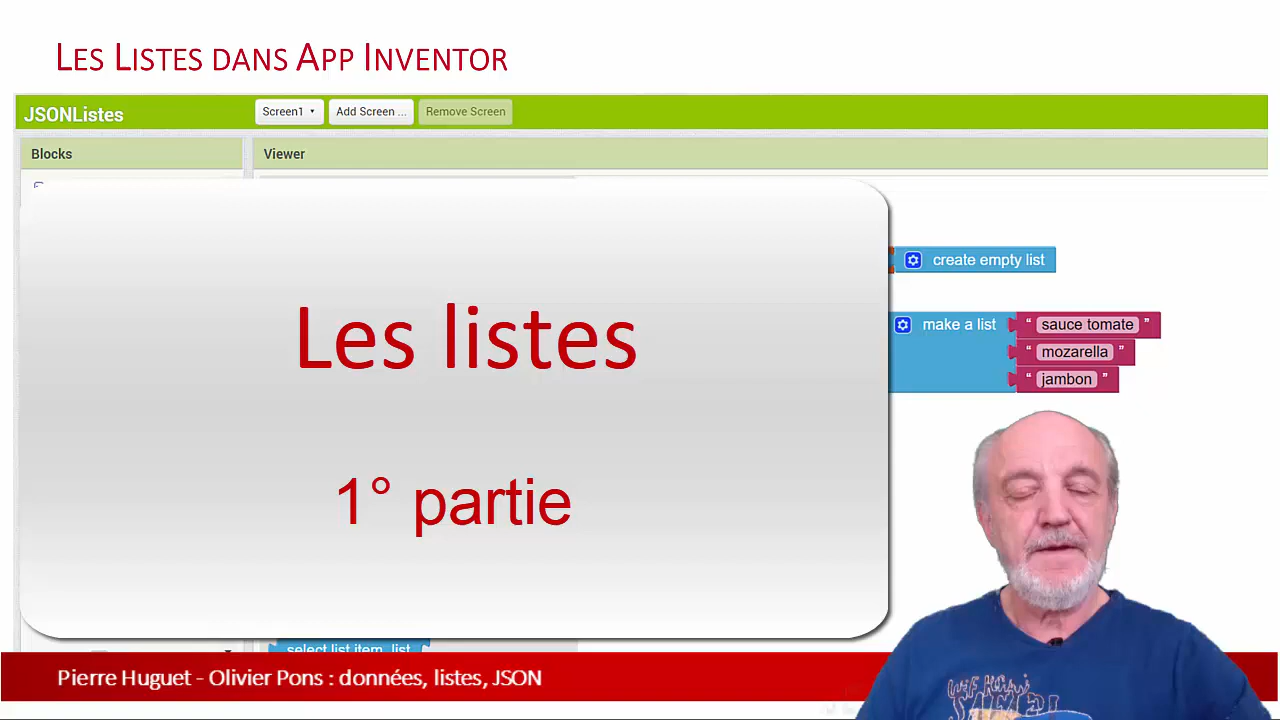 LES LISTES DANS APP INVENTOR
JSONListes
Screen1
Add Screen ...
Remove Screen
Blocks
Viewer
create empty list
Les listes
make a list
“ sauce tomate ”
“ mozarella ”
“ jambon ”
1° partie
select list item list
Pierre Huguet - Olivier Pons : données, listes, JSON